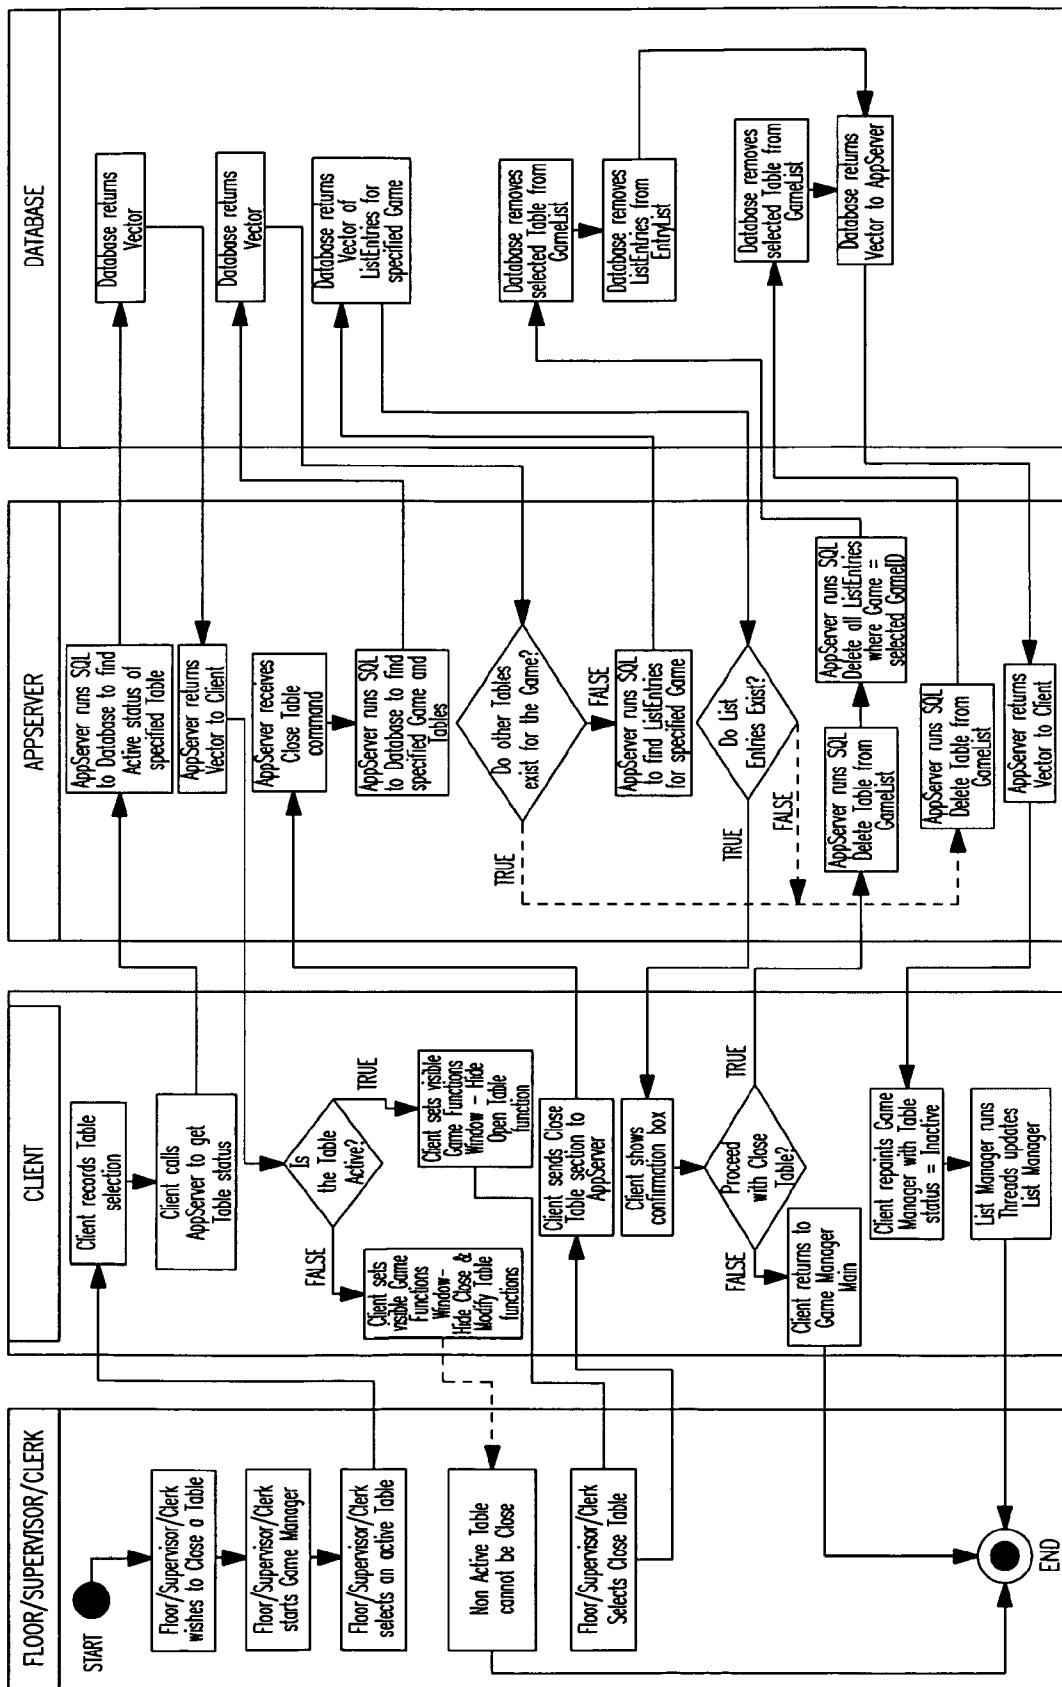 FLOOR/SUPERVISOR/CLERK
START
Floor/Supervisor/Clerk
wishes to Close a Table
Floor/Supervisor/Clerk
starts Game Manager
Floor/Supervisor/Clerk
selects an active Table
Non Active Table
cannot be Close
Floor/Supervisor/Clerk
Selects Close Table
END
CLIENT
Client records Table
selection
Client calls
AppServer to get
Table status
Is
the Table
Active?
TRUE
FALSE
Client sets visible
Game Functions
Window - Hide
Open Table
function
Client sets
visible Game
Functions
Window-
Hide Close &
Modify Table
functions
Client sends Close
Table section to
AppServer
Client shows
confirmation box
Proceed
with Close
Table?
TRUE
FALSE
Client returns to
Game Manager
Main
Client repaints Game
Manager with Table
status = Inactive
List Manager runs
Threads updates
List Manager
APPSERVER
AppServer runs SQL
to Database to find
Active status of
specified Table
AppServer returns
Vector to Client
AppServer receives
Close Table
command
AppServer runs SQL
to Database to find
specified Game and
Tables
Do other Tables
exist for the Game?
TRUE
FALSE
AppServer runs SQL
to find ListEntries
for specified Game
Do List
Entries Exist?
TRUE
FALSE
AppServer runs SQL
Delete Table from
GameList
AppServer runs SQL
Delete all ListEntries
where Game =
selected GameID
AppServer runs SQL
Delete Table from
GameList
AppServer returns
Vector to Client
DATABASE
Database returns
Vector
Database returns
Vector
Database returns
Vector of
ListEntries for
specified Game
Database removes
selected Table from
GameList
Database removes
ListEntries from
EntryList
Database removes
selected Table from
GameList
Database returns
Vector to AppServer